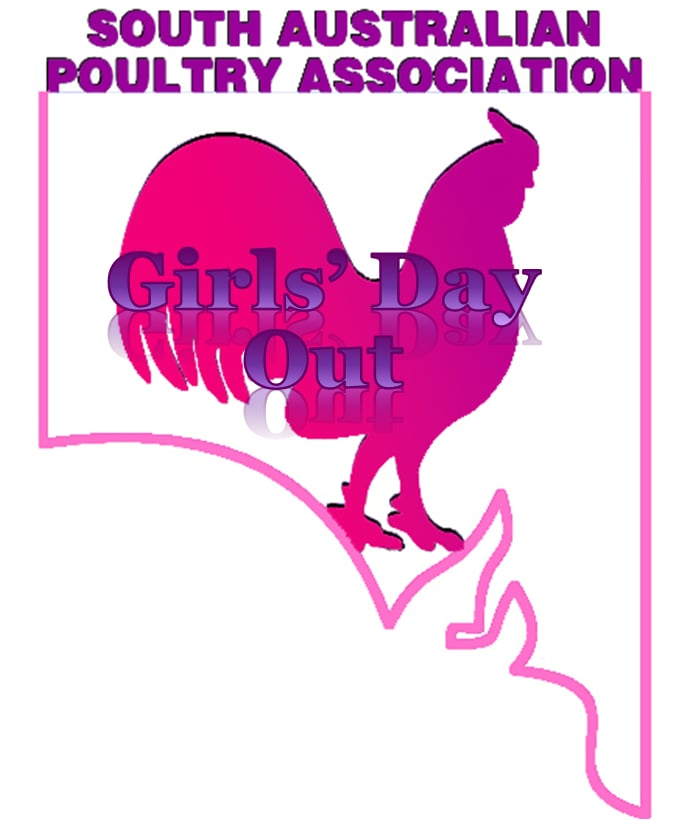 SOUTH AUSTRALIAN
POULTRY ASSOCIATION
Girls’ Day
Out